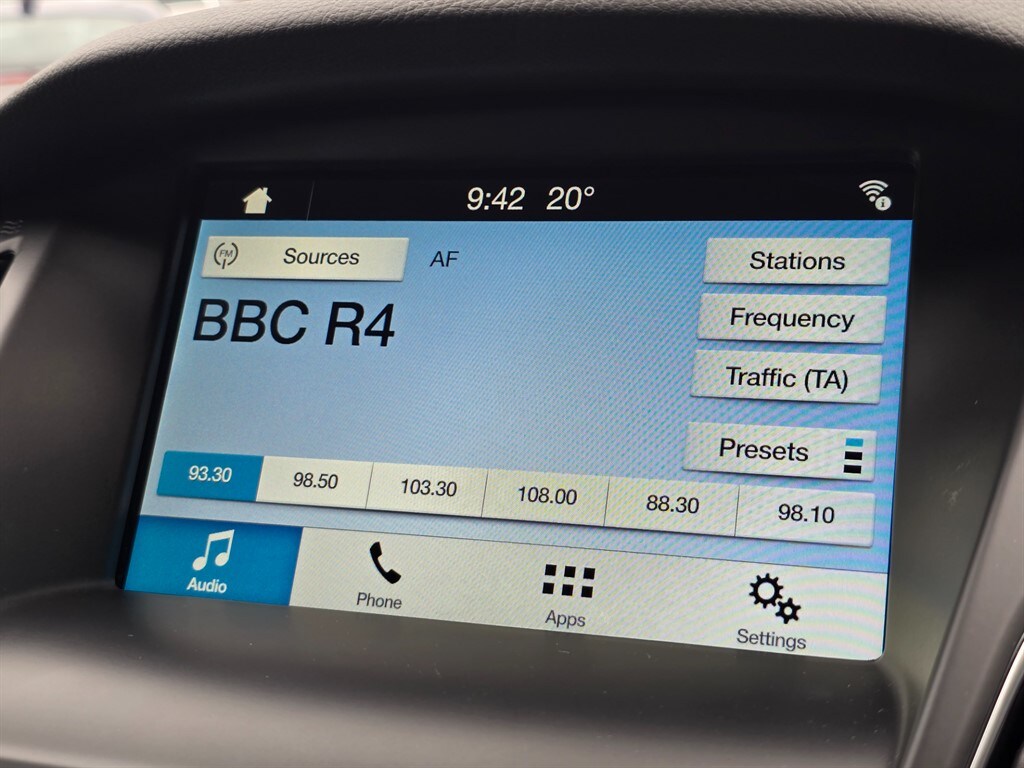 9:42 20°
FM Sources AF Stations
BBC R4
Frequency
Traffic (TA)
Presets
93.30 98.50 103.30 108.00 88.30 98.10
Audio Phone Apps Settings